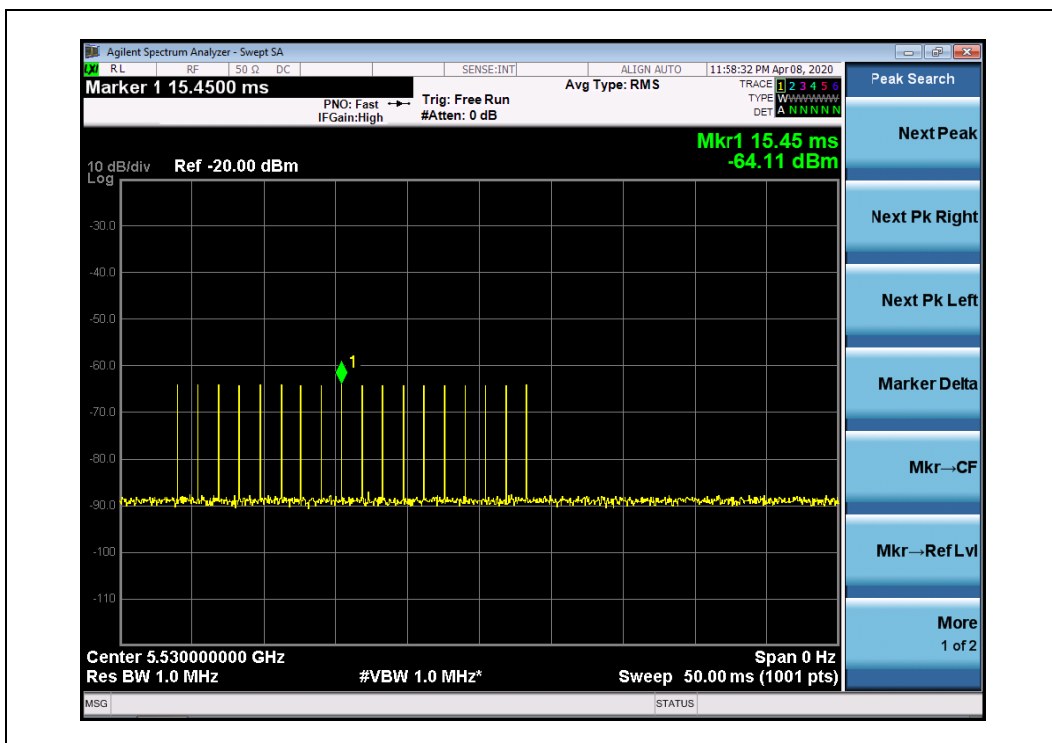 Agilent Spectrum Analyzer - Swept SA
LXI RL RF 50 Ω DC SENSE:INT ALIGN AUTO 11:58:32 PM Apr 08, 2020
Marker 1 15.4500 ms
PNO: Fast
IFGain:High
Trig: Free Run
#Atten: 0 dB
Avg Type: RMS
TRACE 1 2 3 4 5 6
TYPE WWWWWW
DET A N N N N N
Mkr1 15.45 ms
-64.11 dBm
10 dB/div Ref -20.00 dBm
Log
-30.0
-40.0
-50.0
-60.0
-70.0
-80.0
-90.0
-100
-110
1
Center 5.530000000 GHz Span 0 Hz
Res BW 1.0 MHz #VBW 1.0 MHz* Sweep 50.00 ms (1001 pts)
MSG STATUS
Peak Search
Next Peak
Next Pk Right
Next Pk Left
Marker Delta
Mkr→CF
Mkr→Ref Lvl
More
1 of 2